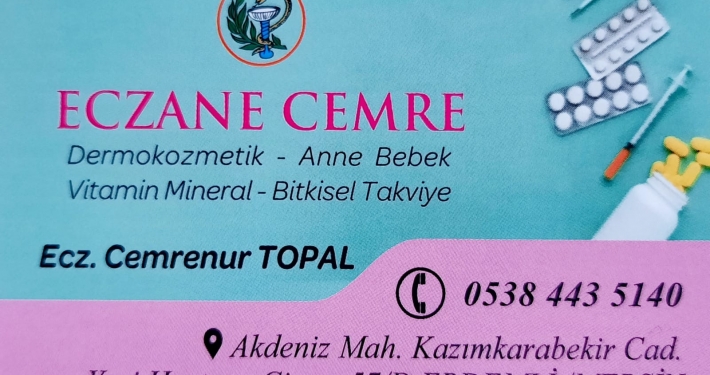 ECZANE CEMRE
Dermokozmetik - Anne Bebek
Vitamin Mineral - Bitkisel Takviye
Ecz. Cemrenur TOPAL
0538 443 5140
Akdeniz Mah. Kazımkarabekir Cad.